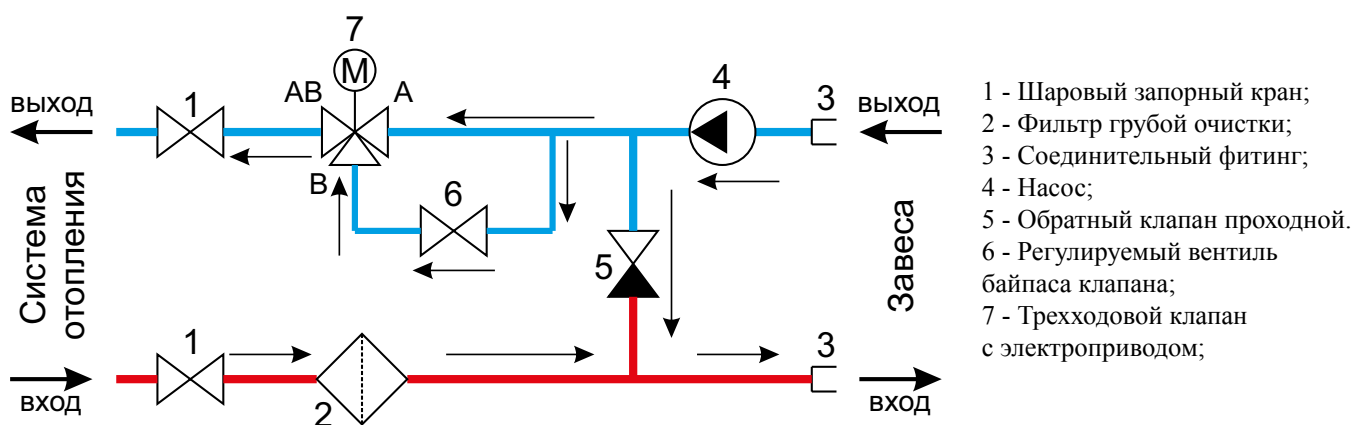 7
М
АВ
А
4
3
1
выход
выход
В
6
5
Система
отопления
Завеса
1
2
3
вход
вход
1 - Шаровый запорный кран;
2 - Фильтр грубой очистки;
3 - Соединительный фитинг;
4 - Насос;
5 - Обратный клапан проходной.
6 - Регулируемый вентиль
байпаса клапана;
7 - Трехходовой клапан
с электроприводом;